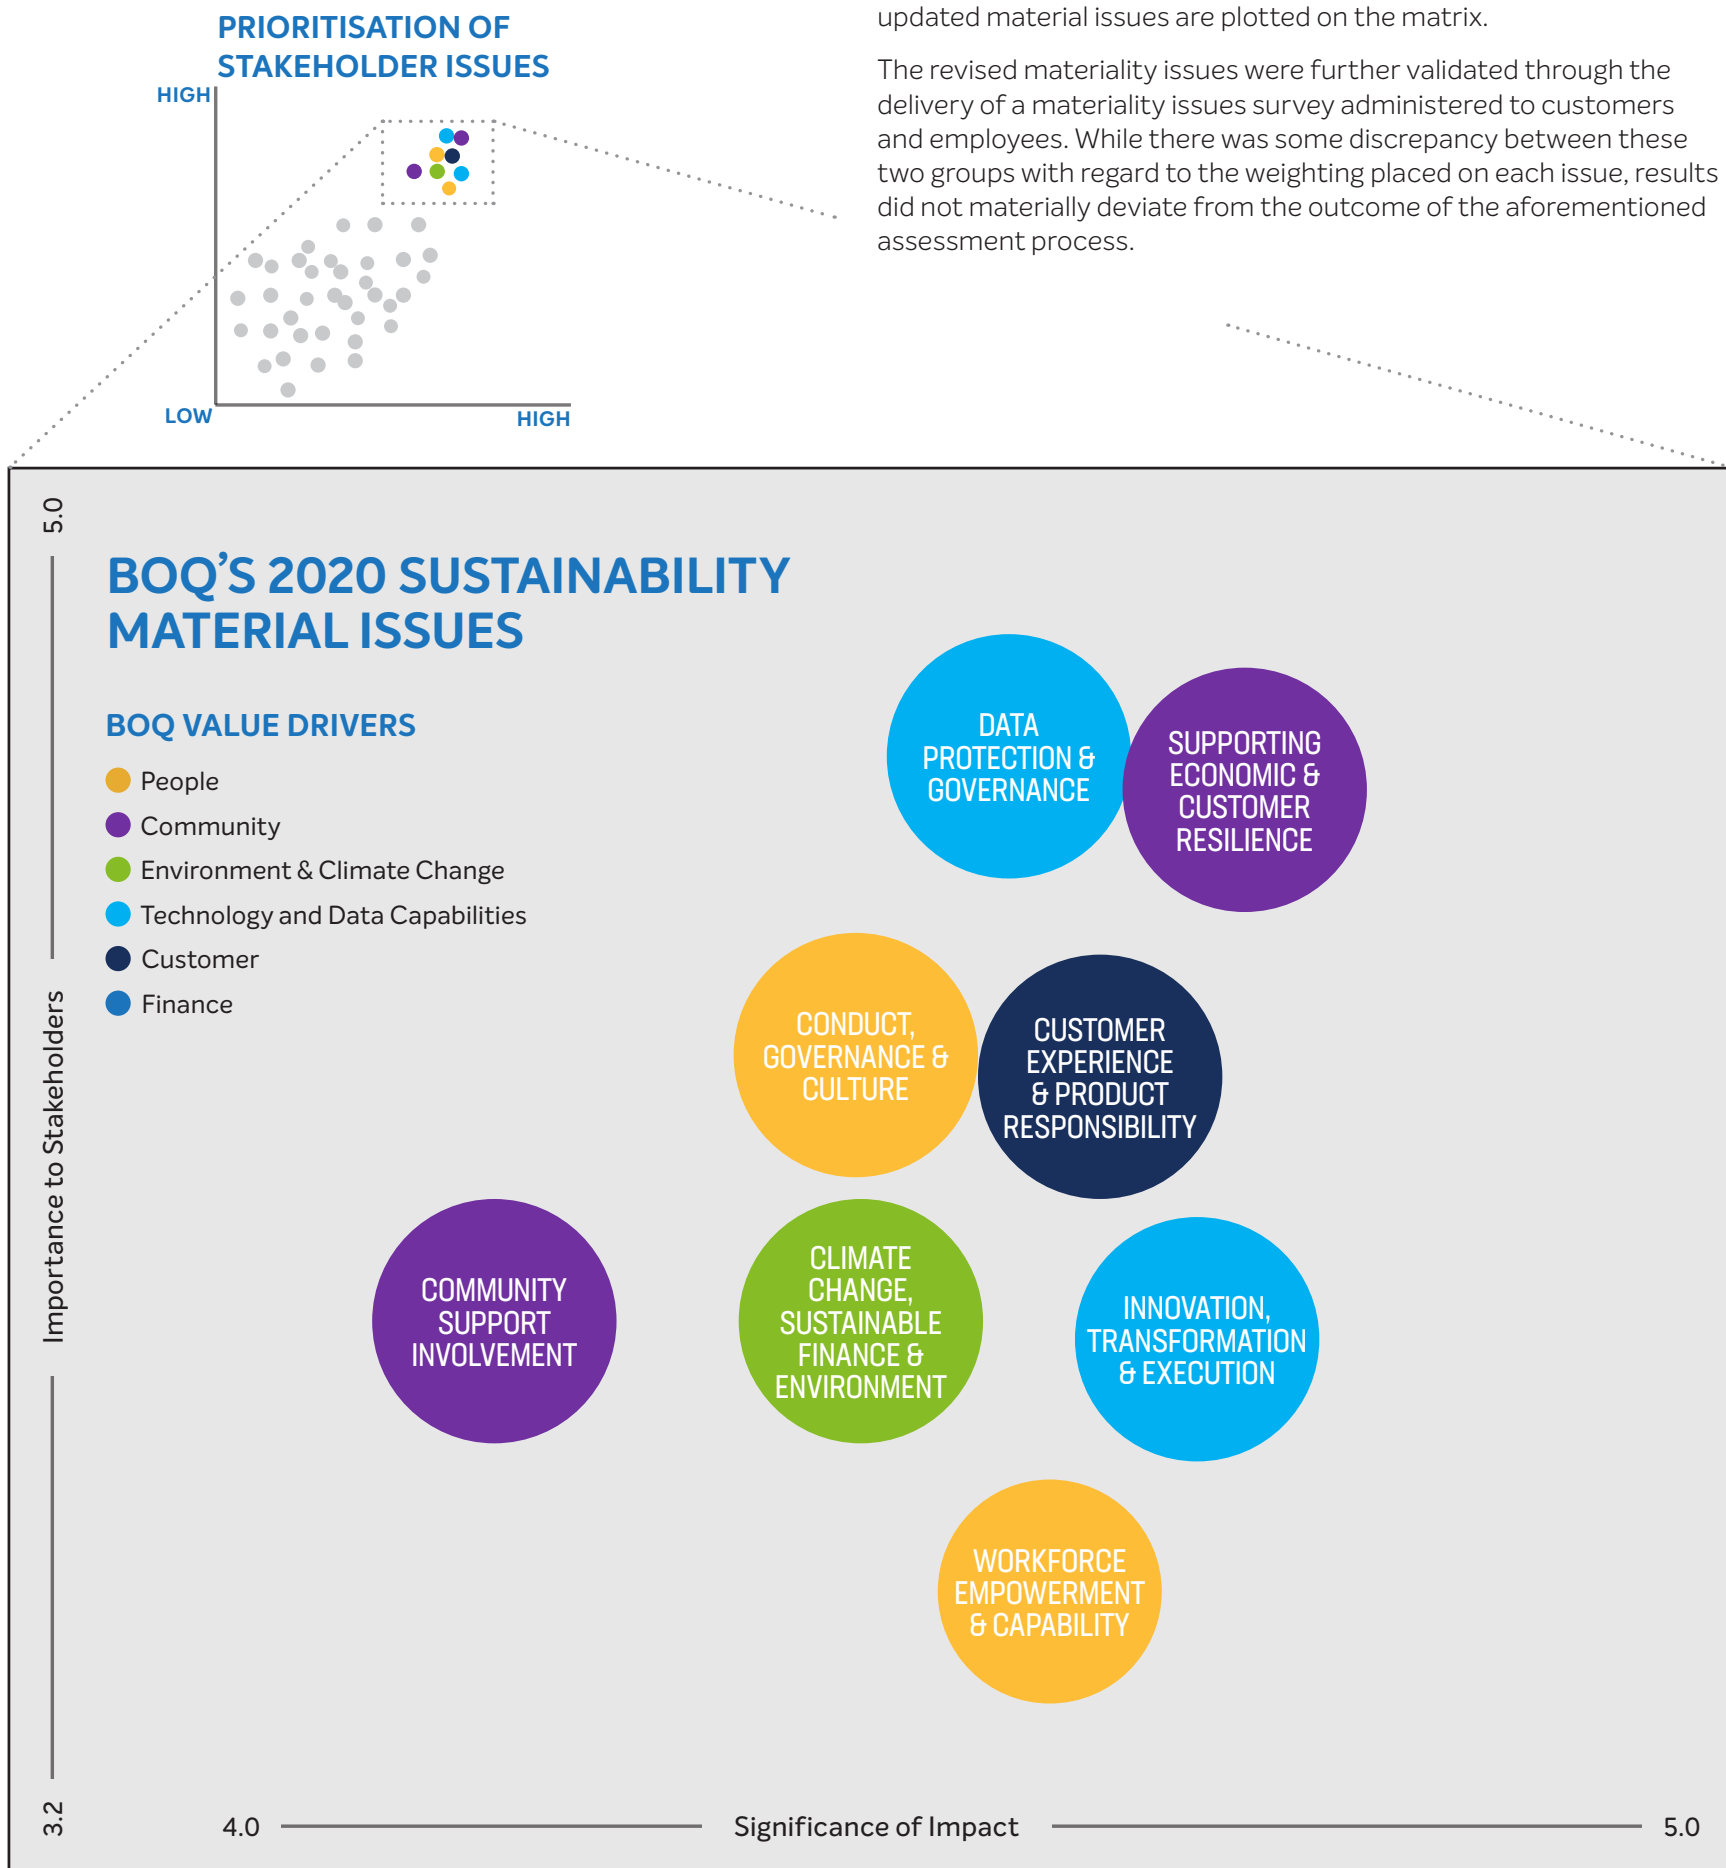 PRIORITISATION OF
STAKEHOLDER ISSUES
HIGH
LOW
HIGH
updated material issues are plotted on the matrix.
The revised materiality issues were further validated through the
delivery of a materiality issues survey administered to customers
and employees. While there was some discrepancy between these
two groups with regard to the weighting placed on each issue, results
did not materially deviate from the outcome of the aforementioned
assessment process.
5.0
Importance to Stakeholders
3.2
BOQ’S 2020 SUSTAINABILITY
MATERIAL ISSUES
BOQ VALUE DRIVERS
People
Community
Environment & Climate Change
Technology and Data Capabilities
Customer
Finance
DATA
PROTECTION &
GOVERNANCE
SUPPORTING
ECONOMIC &
CUSTOMER
RESILIENCE
CONDUCT,
GOVERNANCE &
CULTURE
CUSTOMER
EXPERIENCE
& PRODUCT
RESPONSIBILITY
COMMUNITY
SUPPORT
INVOLVEMENT
CLIMATE
CHANGE,
SUSTAINABLE
FINANCE &
ENVIRONMENT
INNOVATION,
TRANSFORMATION
& EXECUTION
WORKFORCE
EMPOWERMENT
& CAPABILITY
4.0
Significance of Impact
5.0